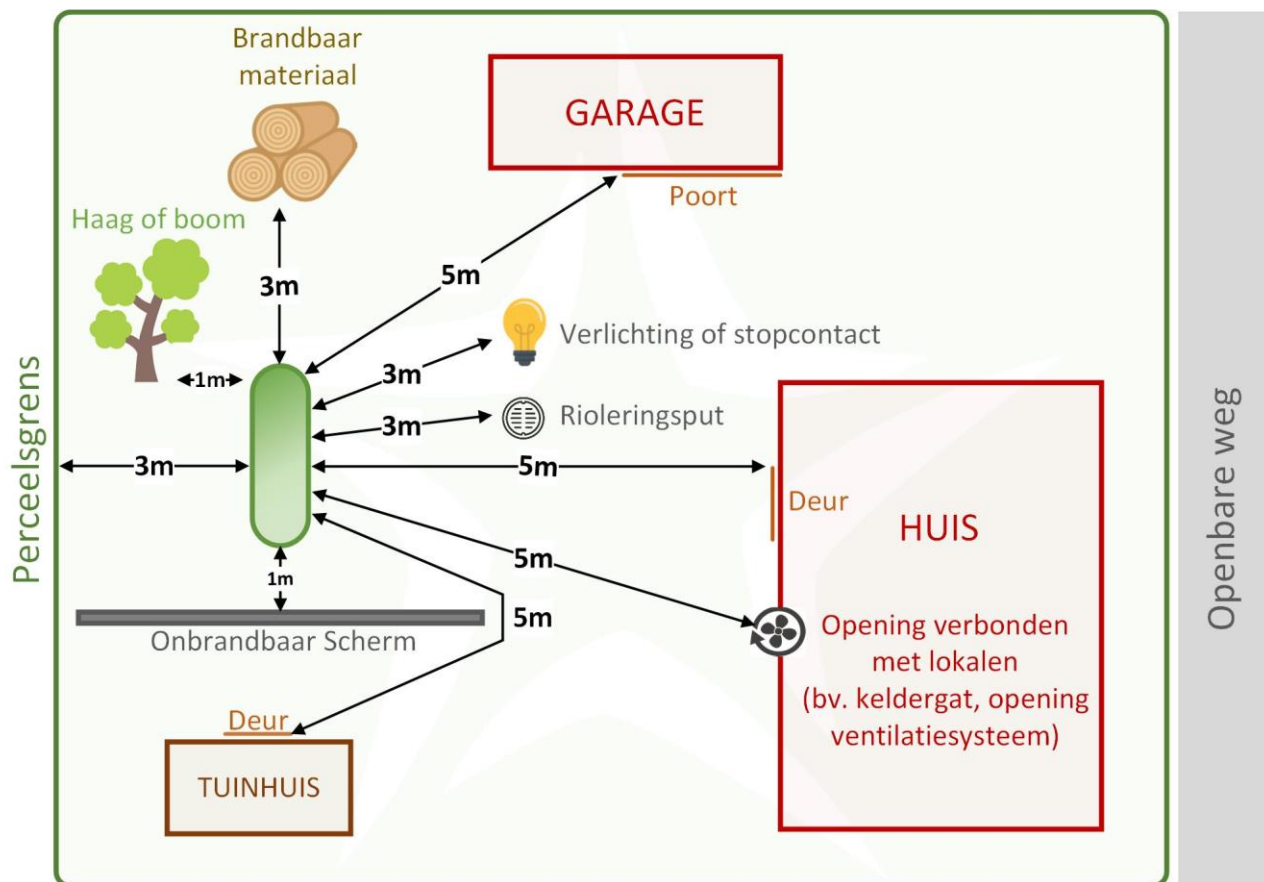 Brandbaar
materiaal
GARAGE
Poort
Haag of boom
3m
5m
Verlichting of stopcontact
1m
3m
Rioleringsput
3m
Perceelsgrens
3m
5m
Deur
HUIS
Openbare weg
5m
1m
5m
Onbrandbaar Scherm
Opening verbonden
met lokalen
(bv. keldergat, opening
ventilatiesysteem)
Deur
TUINHUIS